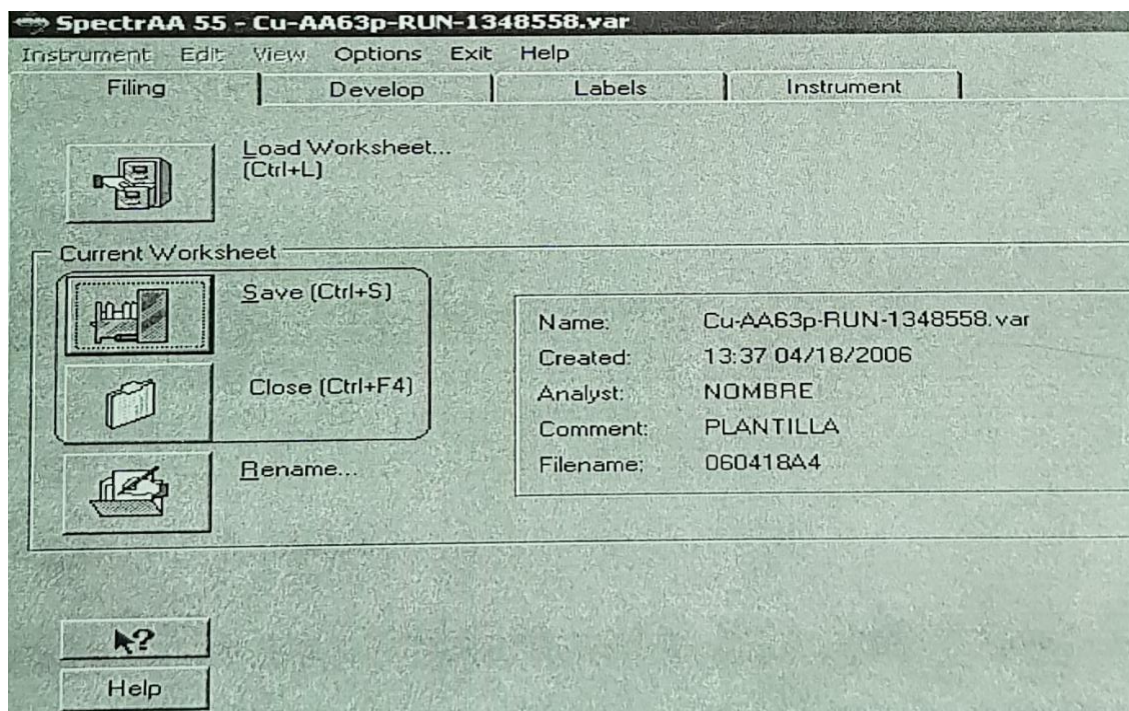 SpectrAA 55 - Cu-AA63p-RUN-1348558.var
Instrument Edit View Options Exit Help
Filing Develop Labels Instrument
Load Worksheet...
(Ctrl+L)
Current Worksheet
Save (Ctrl+S)
Close (Ctrl+F4)
Rename...
Name: Cu-AA63p-RUN-1348558.var
Created: 13:37 04/18/2006
Analyst: NOMBRE
Comment: PLANTILLA
Filename: 060418A4
?
Help